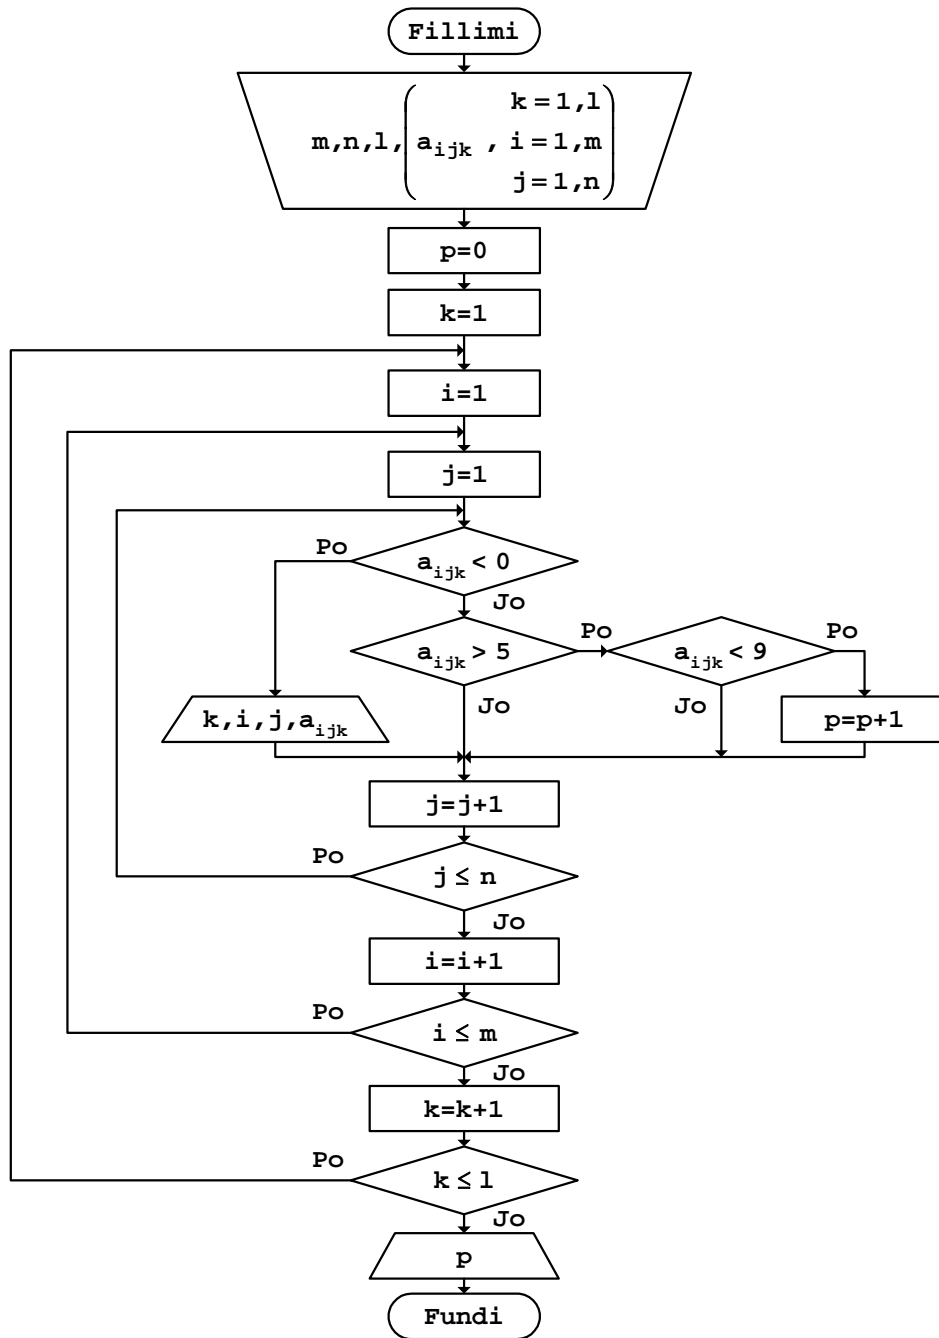 Fillimi
k = 1,l
m,n,l, a_ijk , i = 1,m
j = 1,n
p=0
k=1
i=1
j=1
Po
a_ijk < 0
Jo
a_ijk > 5
Po
a_ijk < 9
Po
k,i,j,a_ijk
Jo
Jo
p=p+1
j=j+1
Po
j ≤ n
Jo
i=i+1
Po
i ≤ m
Jo
k=k+1
Po
k ≤ l
Jo
p
Fundi